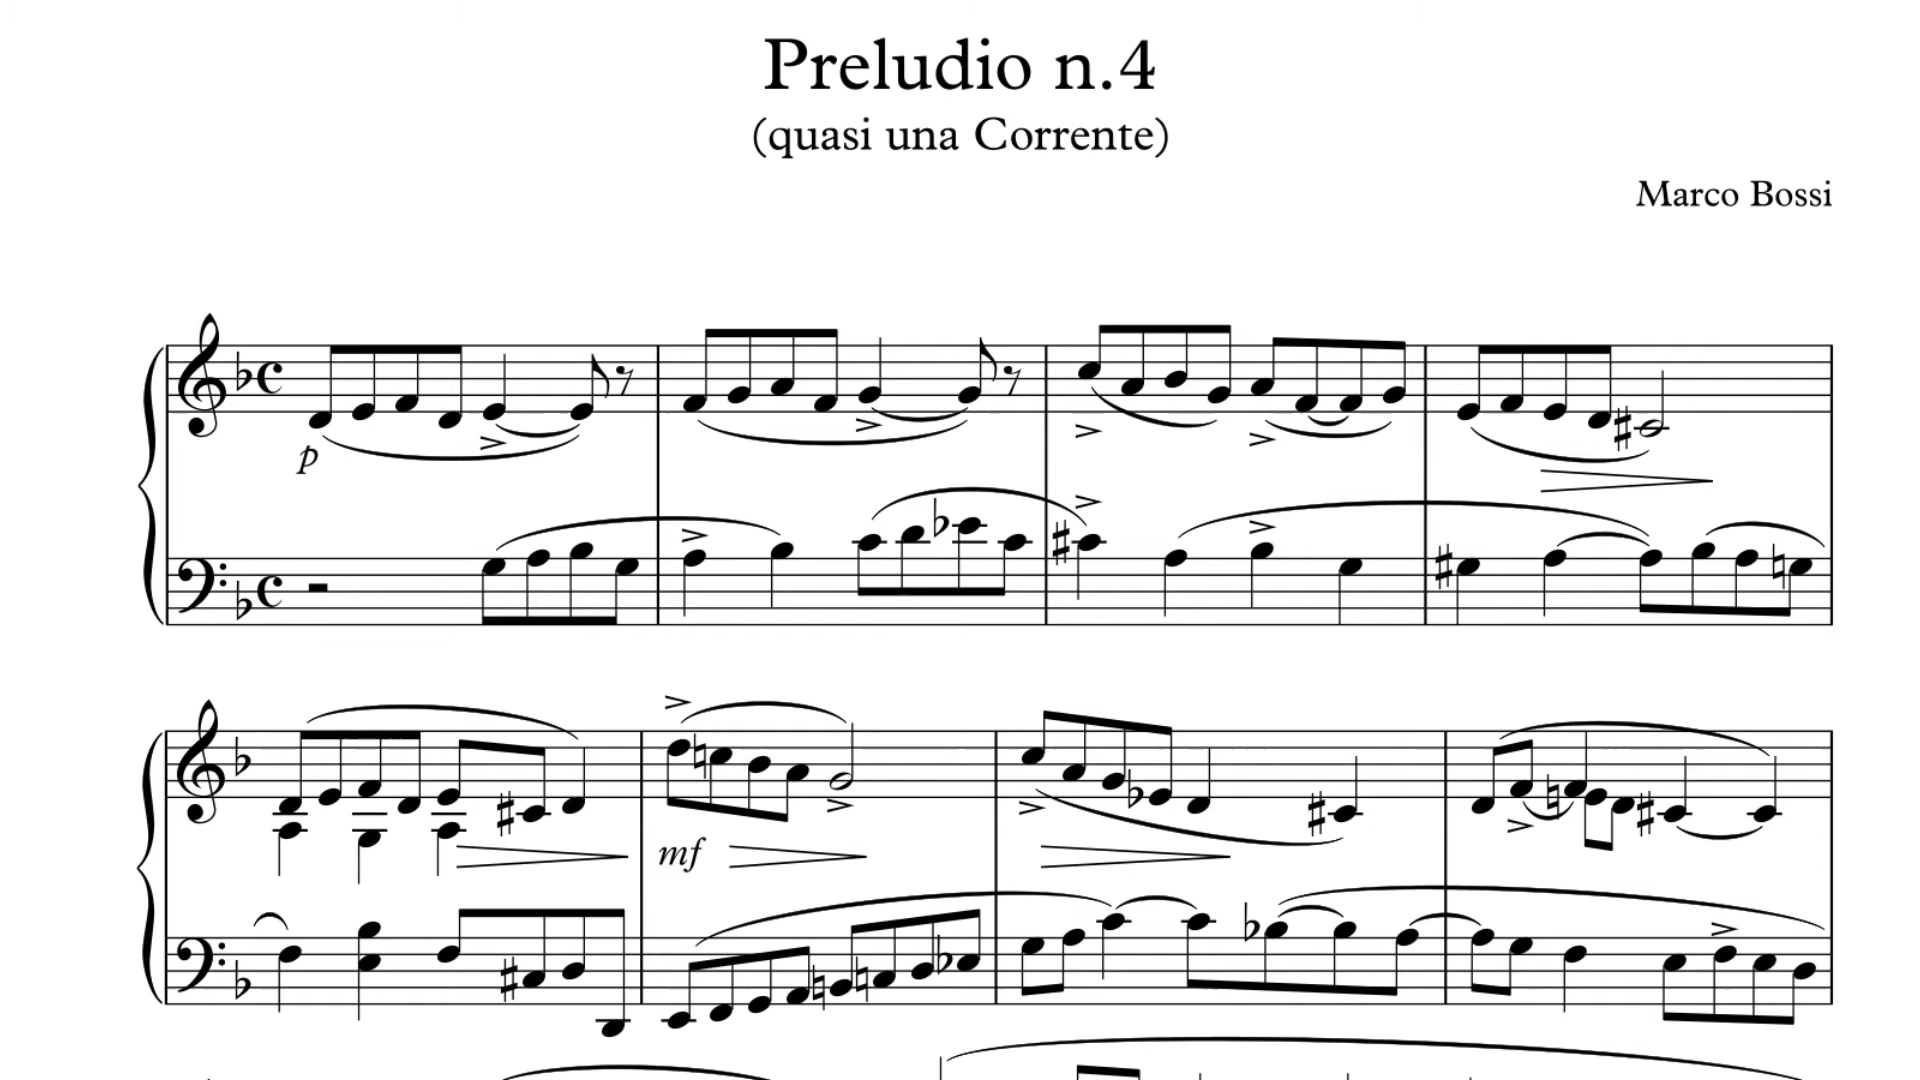 Preludio n.4
(quasi una Corrente)
Marco Bossi
p
mf